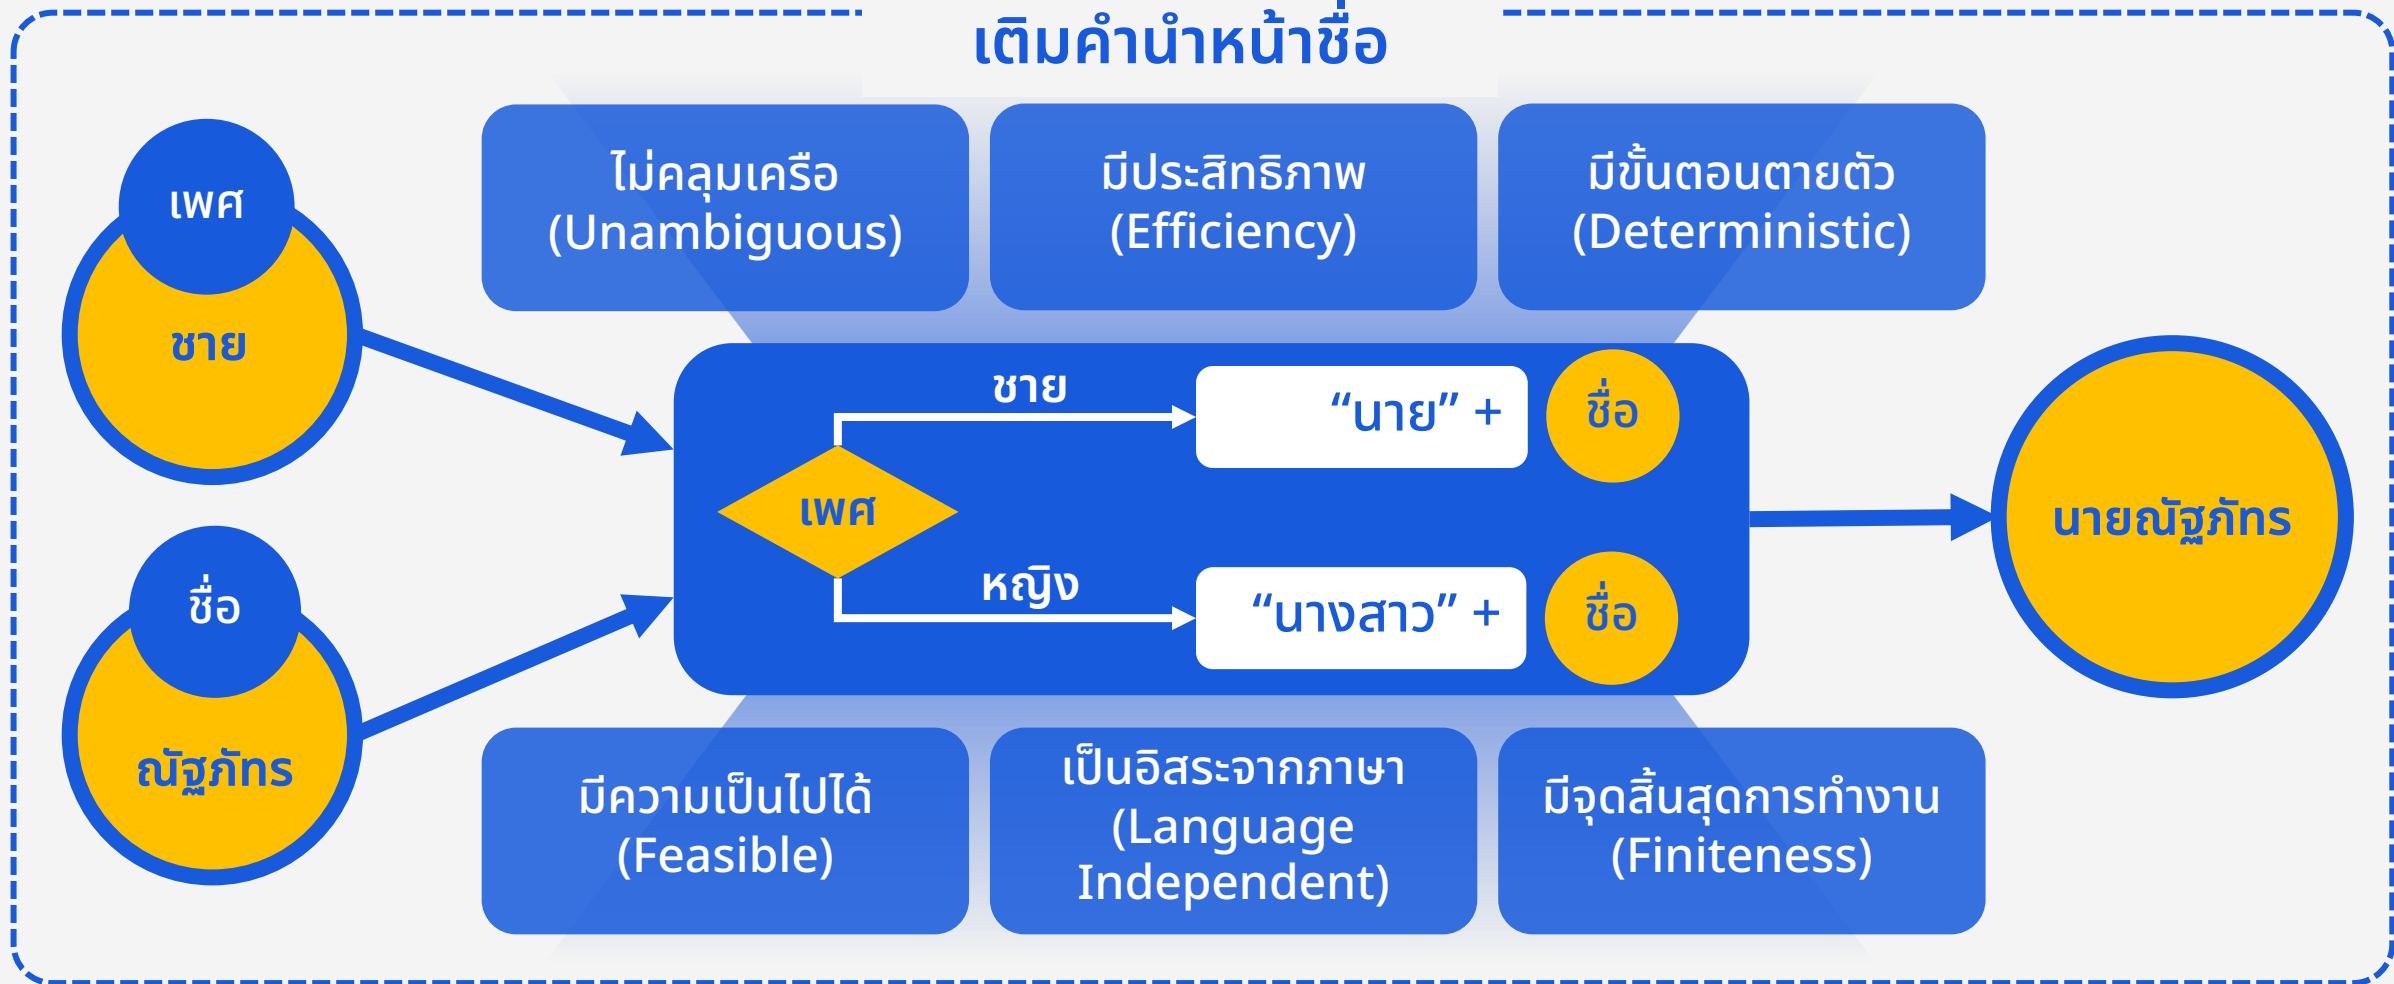 เติมคำนำหน้าชื่อ
เพศ
ชาย
ชื่อ
ณัฐภัทร
ไม่คลุมเครือ
(Unambiguous)
มีประสิทธิภาพ
(Efficiency)
มีขั้นตอนตายตัว
(Deterministic)
เพศ
ชาย
“นาย” +
ชื่อ
หญิง
“นางสาว” +
ชื่อ
นายณัฐภัทร
มีความเป็นไปได้
(Feasible)
เป็นอิสระจากภาษา
(Language
Independent)
มีจุดสิ้นสุดการทำงาน
(Finiteness)